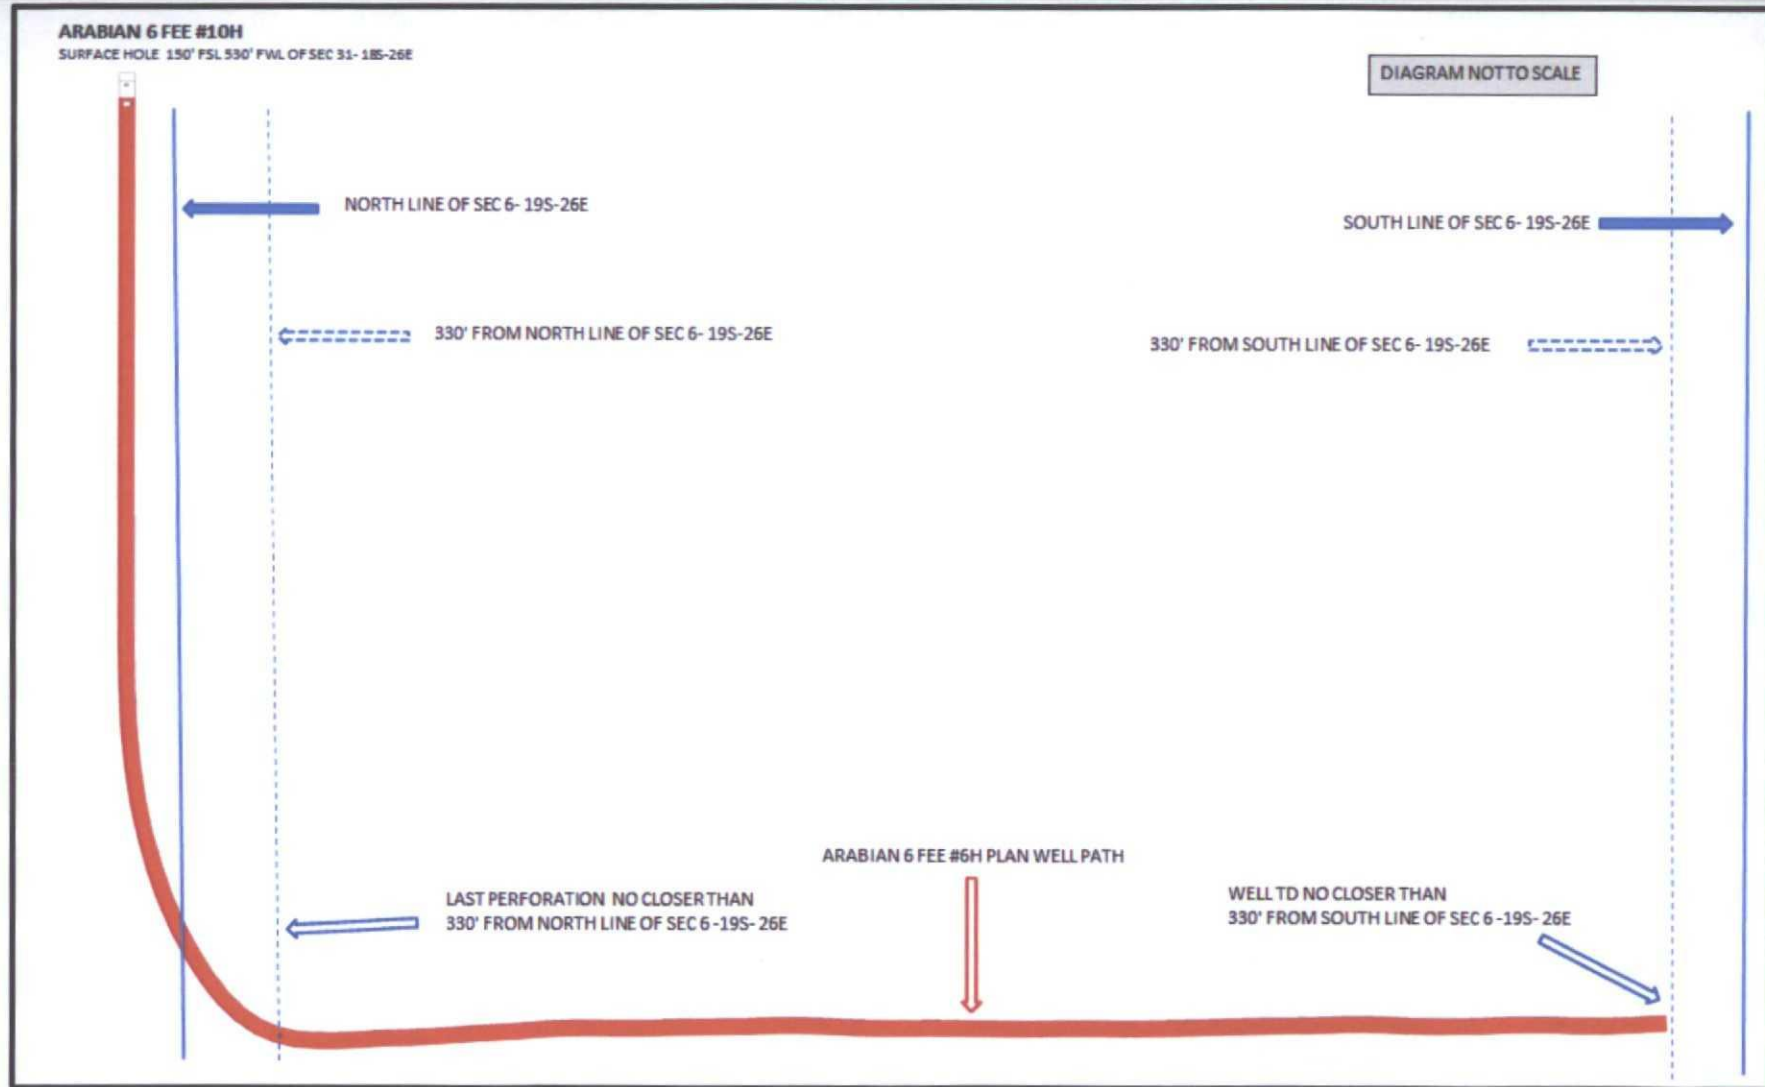 ARABIAN 6 FEE #10H
SURFACE HOLE 150' FSL 530' FWL OF SEC 31- 18S-26E
DIAGRAM NOT TO SCALE
NORTH LINE OF SEC 6- 19S-26E
SOUTH LINE OF SEC 6- 19S-26E
330' FROM NORTH LINE OF SEC 6- 19S-26E
330' FROM SOUTH LINE OF SEC 6- 19S-26E
ARABIAN 6 FEE #6H PLAN WELL PATH
LAST PERFORATION NO CLOSER THAN
330' FROM NORTH LINE OF SEC 6 -19S- 26E
WELL TD NO CLOSER THAN
330' FROM SOUTH LINE OF SEC 6 -19S- 26E